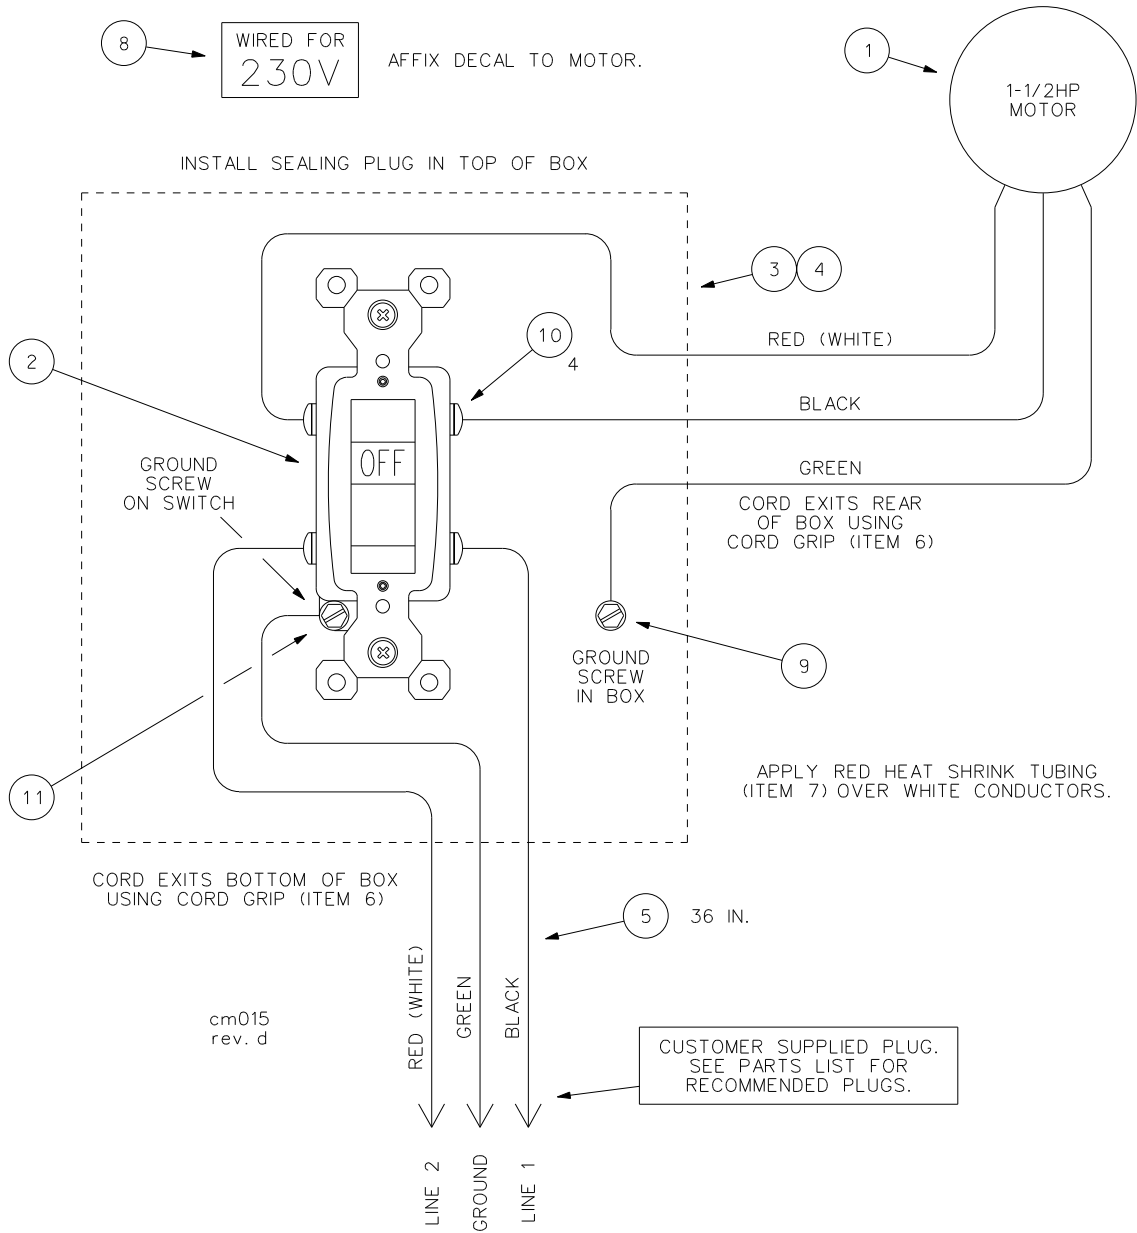 8
WIRED FOR
230V
AFFIX DECAL TO MOTOR.
1
1-1/2HP
MOTOR
INSTALL SEALING PLUG IN TOP OF BOX
3
4
RED (WHITE)
10
4
2
BLACK
OFF
GROUND
SCREW
ON SWITCH
GREEN
CORD EXITS REAR
OF BOX USING
CORD GRIP (ITEM 6)
GROUND
SCREW
IN BOX
9
11
APPLY RED HEAT SHRINK TUBING
(ITEM 7) OVER WHITE CONDUCTORS.
CORD EXITS BOTTOM OF BOX
USING CORD GRIP (ITEM 6)
5
36 IN.
RED (WHITE)
GREEN
BLACK
cm015
rev. d
CUSTOMER SUPPLIED PLUG.
SEE PARTS LIST FOR
RECOMMENDED PLUGS.
LINE 2
GROUND
LINE 1